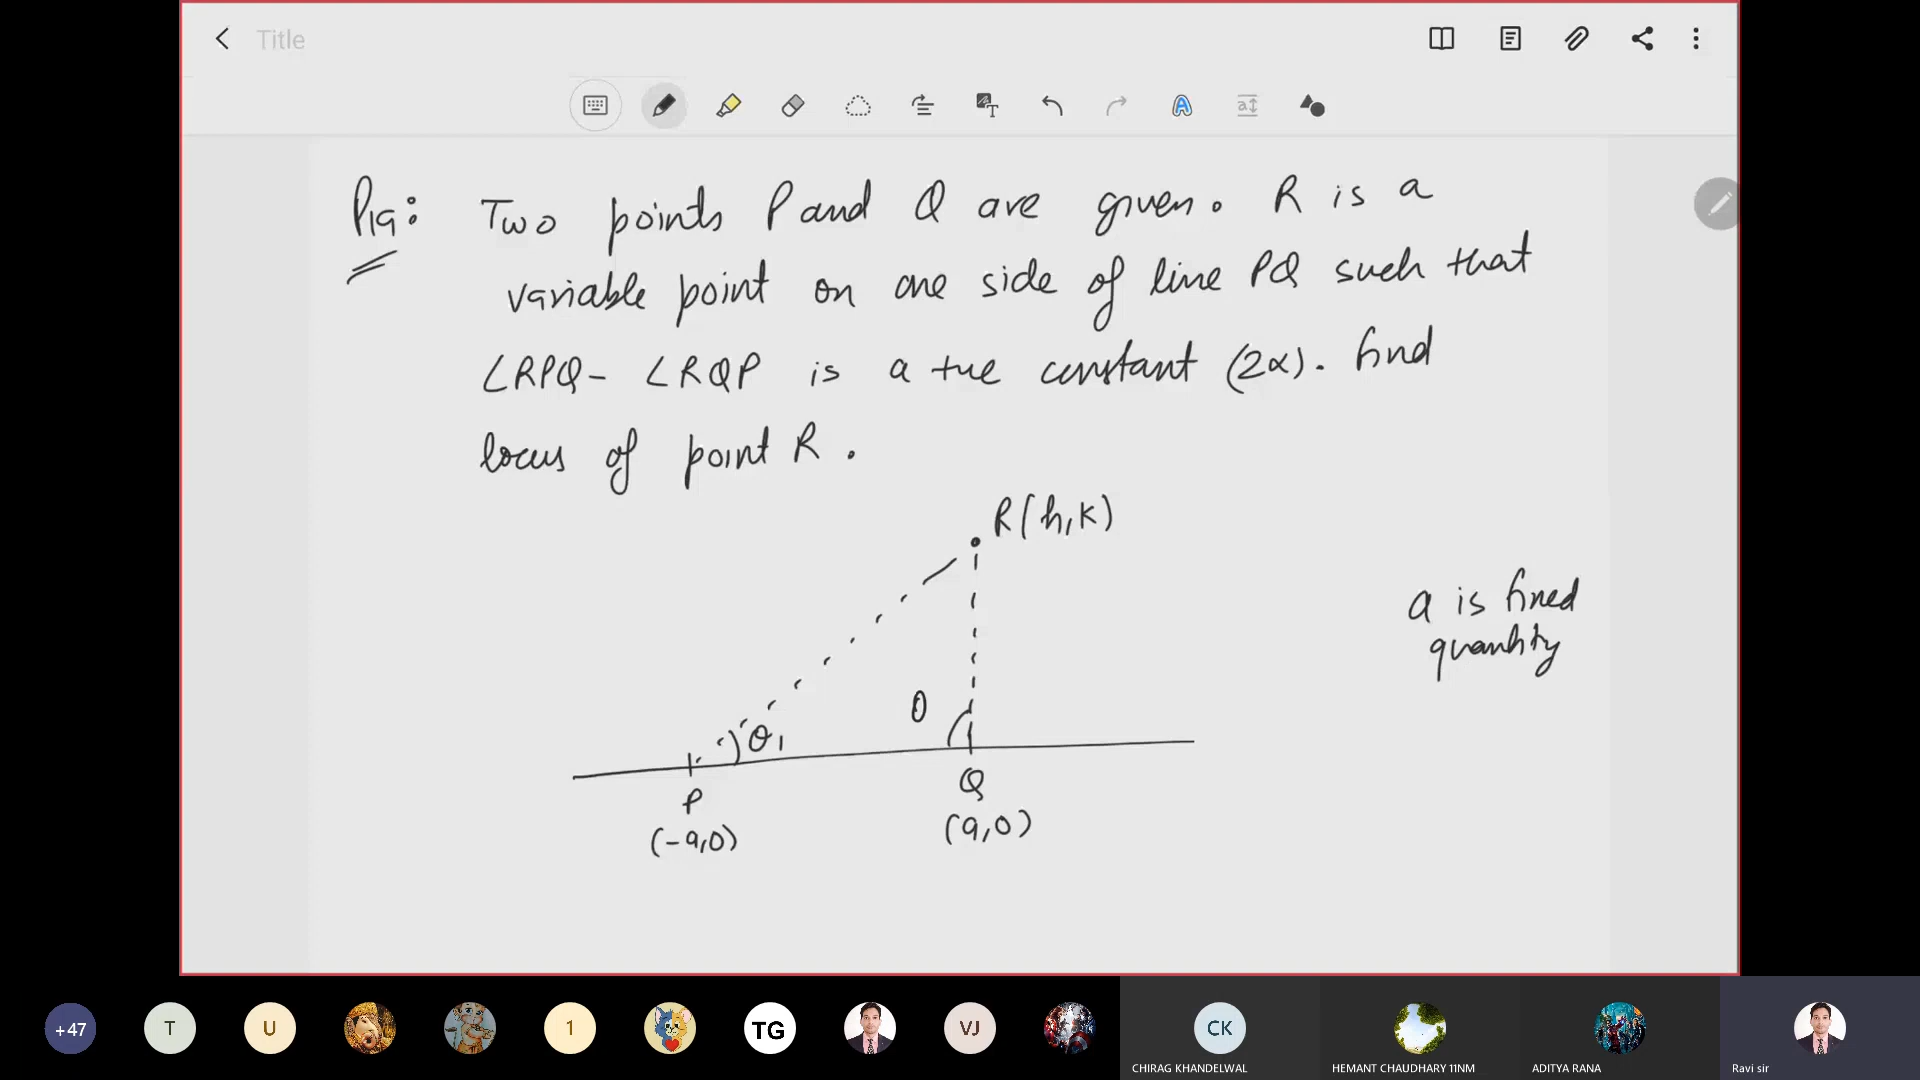 Title
P19: Two points P and Q are given. R is a
variable point on one side of line PQ such that
∠RPQ - ∠RQP is a +ve constant (2α). find
locus of point R.
R(h,k)
a is fixed
quantity
θ
θ1
P
Q
(-a,0)
(a,0)
+47
T
U
1
TG
VJ
CK
CHIRAG KHANDELWAL
HEMANT CHAUDHARY 11NM
ADITYA RANA
Ravi sir